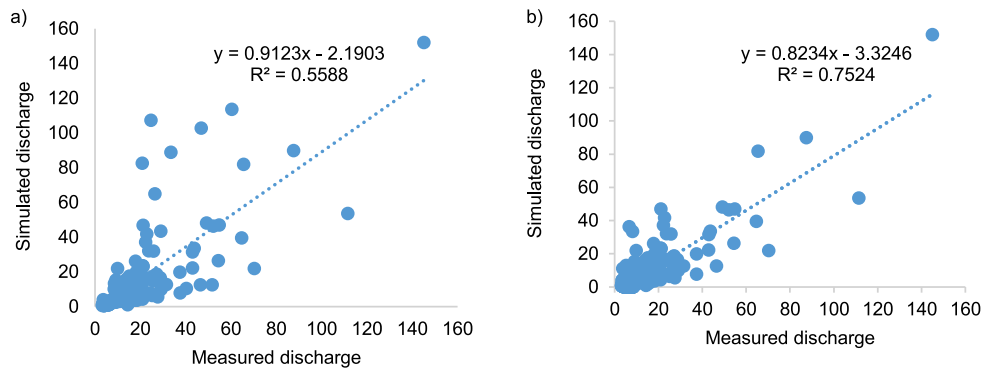 a)
160
140
120
100
80
60
40
20
0
0 20 40 60 80 100 120 140 160
Simulated discharge
Measured discharge
y = 0.9123x - 2.1903
R² = 0.5588
b)
160
140
120
100
80
60
40
20
0
0 20 40 60 80 100 120 140 160
Simulated discharge
Measured discharge
y = 0.8234x - 3.3246
R² = 0.7524